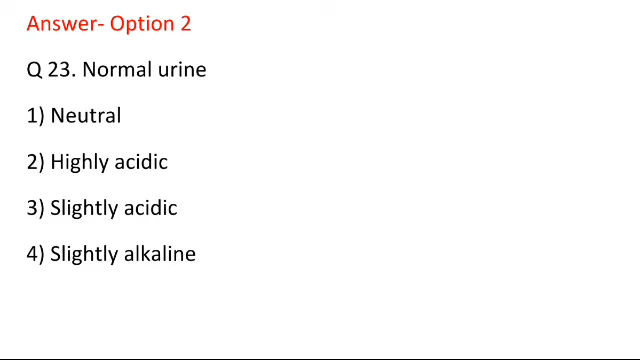 Answer- Option 2
Q 23. Normal urine
1) Neutral
2) Highly acidic
3) Slightly acidic
4) Slightly alkaline